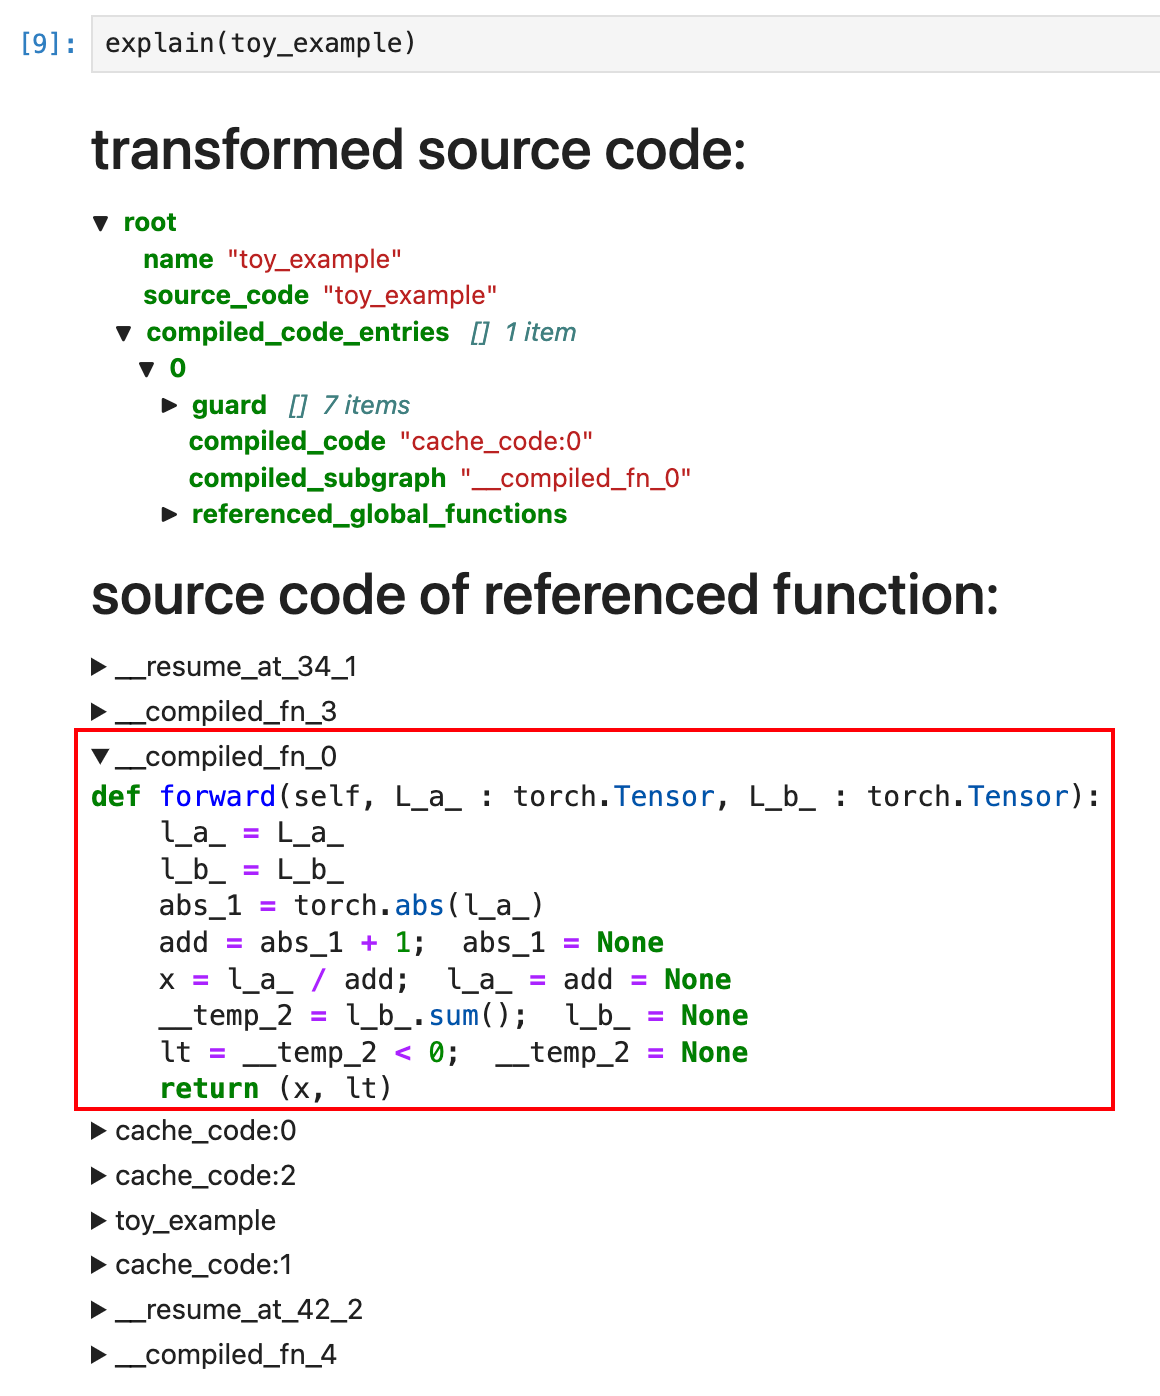 [9]: explain(toy_example)
transformed source code:
▼ root
name "toy_example"
source_code "toy_example"
▼ compiled_code_entries [] 1 item
▼ 0
▶ guard [] 7 items
compiled_code "cache_code:0"
compiled_subgraph "__compiled_fn_0"
▶ referenced_global_functions
source code of referenced function:
▶ __resume_at_34_1
▶ __compiled_fn_3
▼ __compiled_fn_0
def forward(self, L_a_ : torch.Tensor, L_b_ : torch.Tensor):
    l_a_ = L_a_
    l_b_ = L_b_
    abs_1 = torch.abs(l_a_)
    add = abs_1 + 1;  abs_1 = None
    x = l_a_ / add;  l_a_ = add = None
    __temp_2 = l_b_.sum();  l_b_ = None
    lt = __temp_2 < 0;  __temp_2 = None
    return (x, lt)
▶ cache_code:0
▶ cache_code:2
▶ toy_example
▶ cache_code:1
▶ __resume_at_42_2
▶ __compiled_fn_4